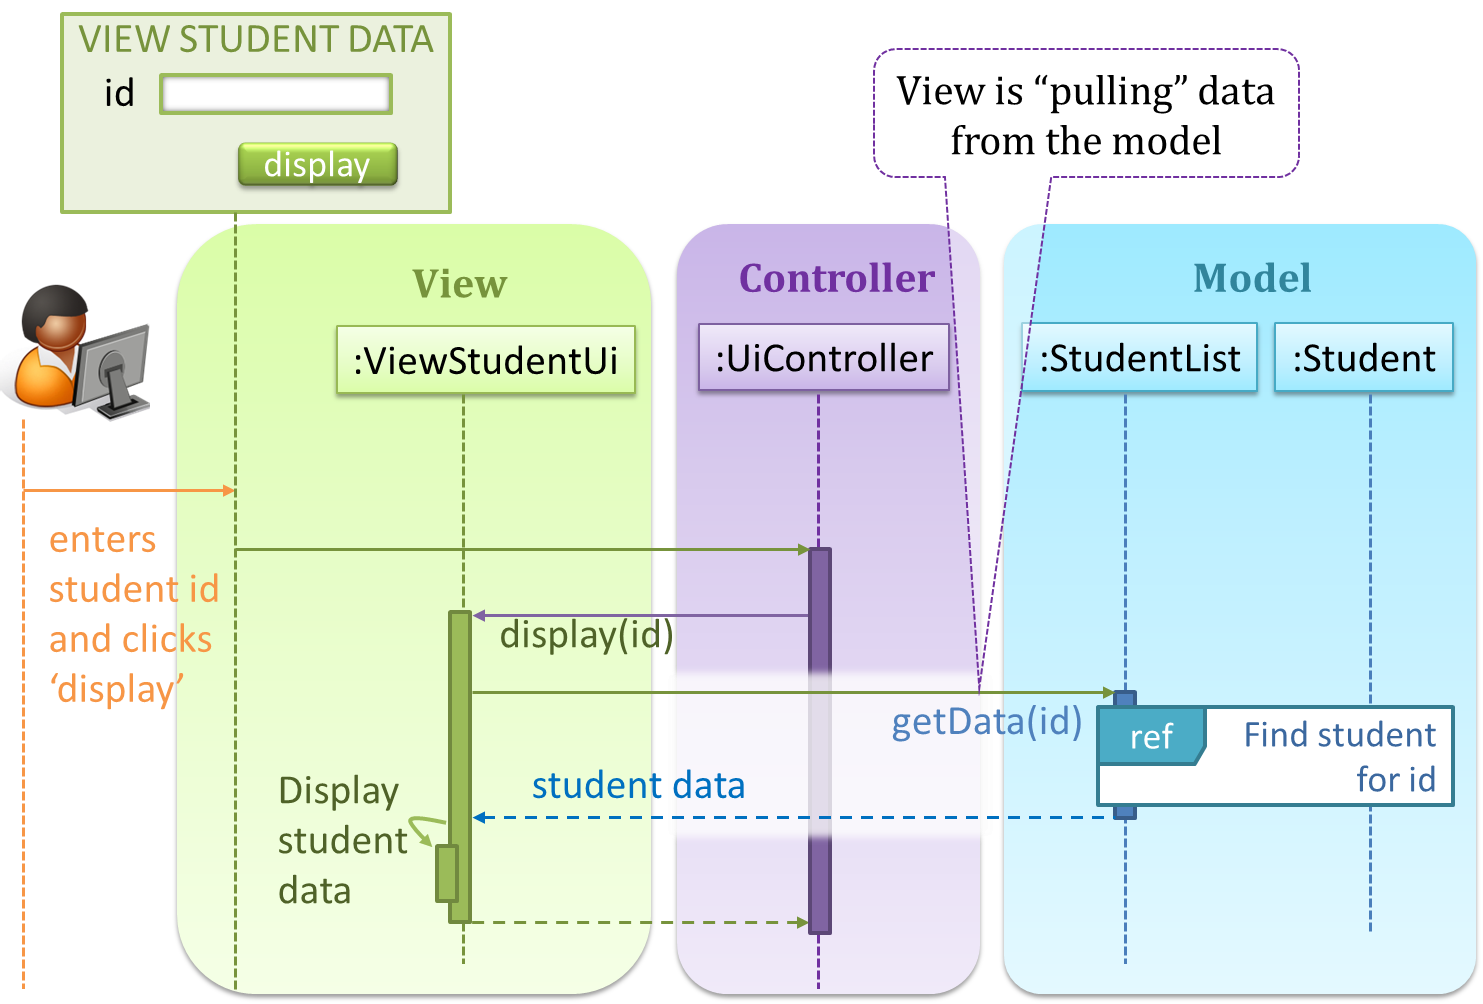 VIEW STUDENT DATA
id
display
View is “pulling” data
from the model
View
Controller
Model
:ViewStudentUi
:UiController
:StudentList
:Student
enters
student id
and clicks
‘display’
display(id)
getData(id)
ref
Find student
for id
student data
Display
student
data